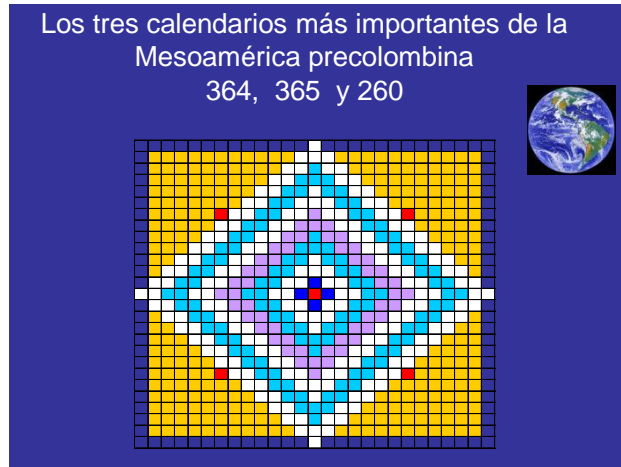 Los tres calendarios más importantes de la
Mesoamérica precolombina
364, 365 y 260